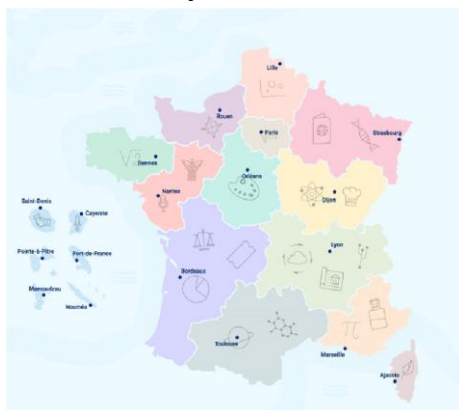 Lille
Rouen
Paris
Strasbourg
Rennes
Orléans
Nantes
Dijon
Saint-Denis
Cayenne
Lyon
Pointe-à-Pitre
Fort-de-France
Bordeaux
Mamoudzou
Nouméa
Toulouse
Marseille
Ajaccio